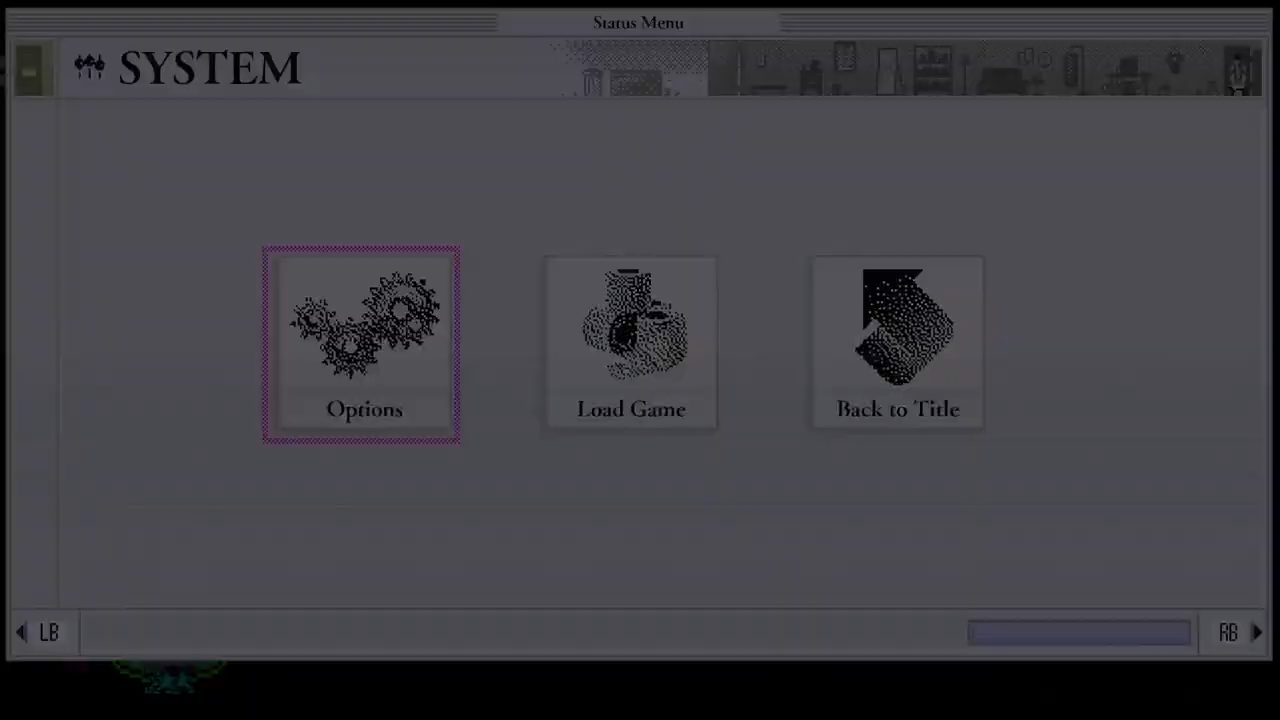 Status Menu
SYSTEM
Options
Load Game
Back to Title
LB
RB